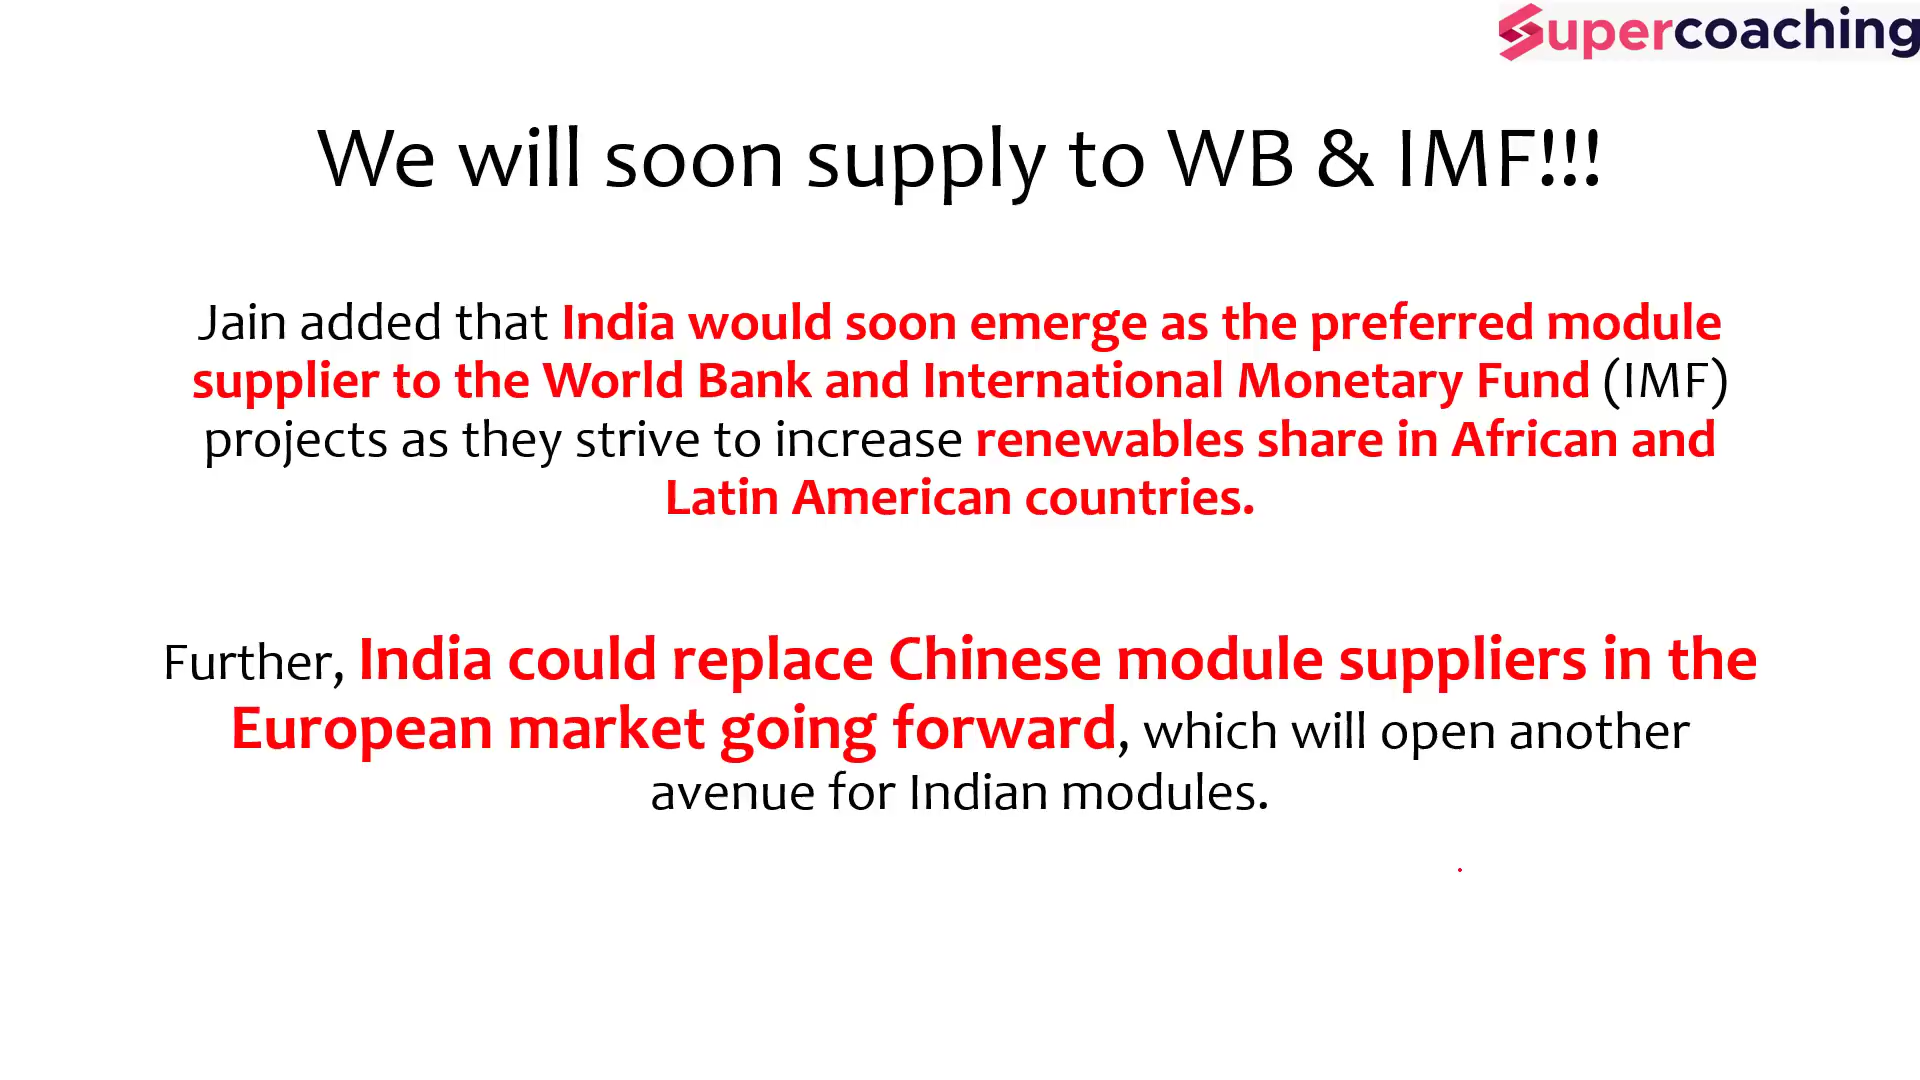 Supercoaching
We will soon supply to WB & IMF!!!
Jain added that India would soon emerge as the preferred module
supplier to the World Bank and International Monetary Fund (IMF)
projects as they strive to increase renewables share in African and
Latin American countries.
Further, India could replace Chinese module suppliers in the
European market going forward, which will open another
avenue for Indian modules.